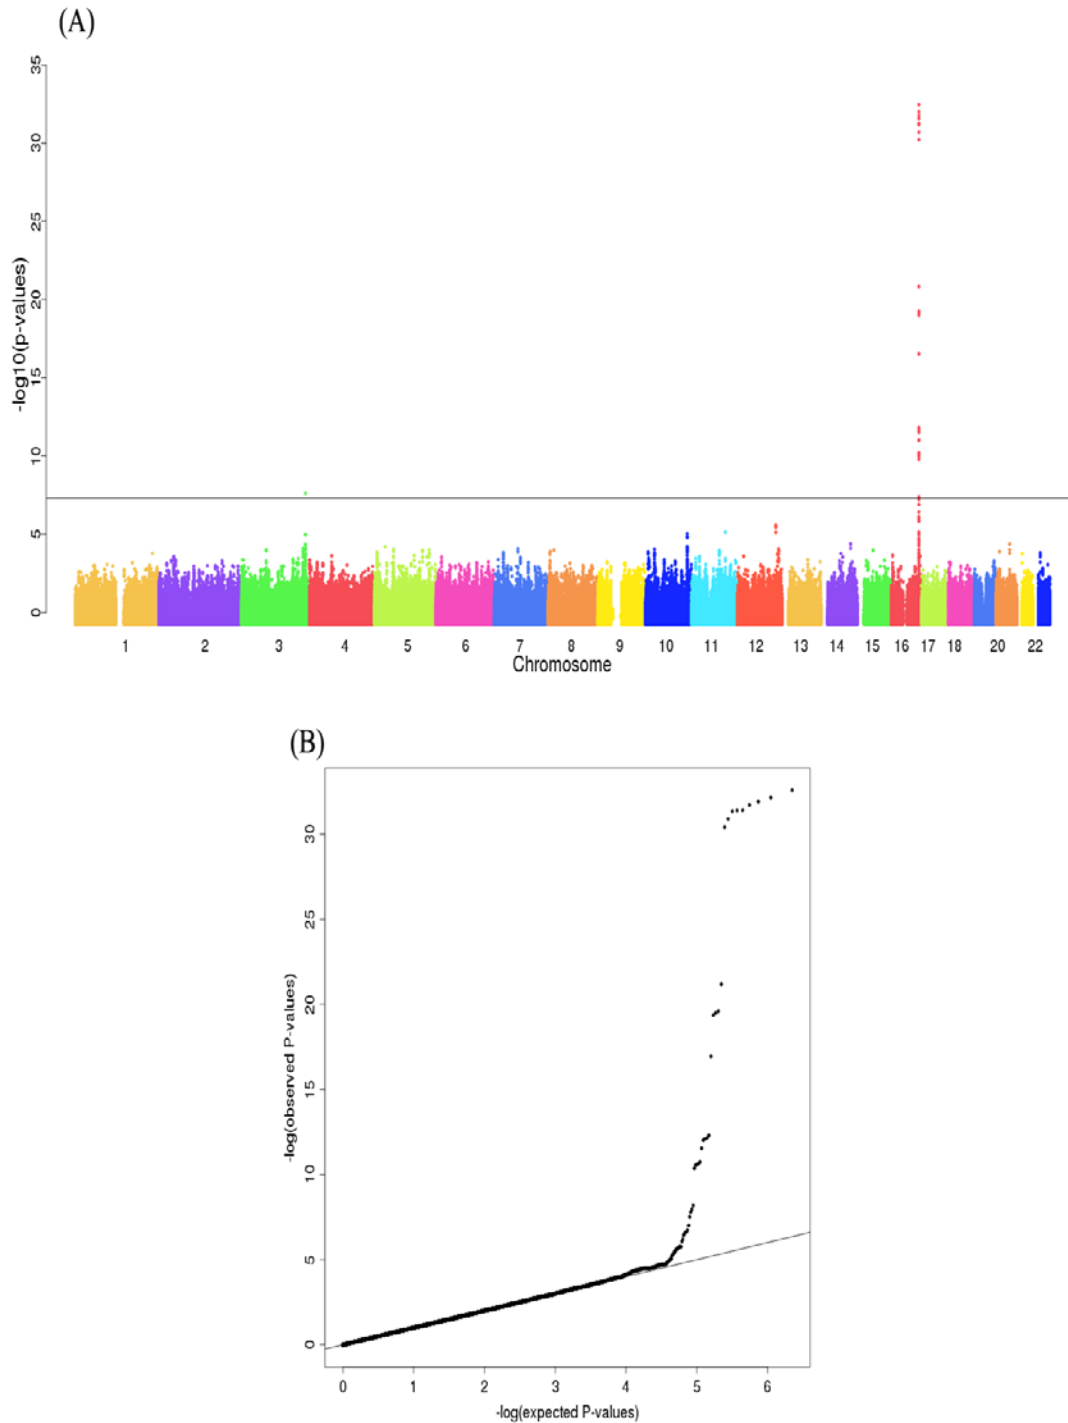 (A)
35
30
25
20
15
10
5
0
-log10(p-values)
1 2 3 4 5 6 7 8 9 10 11 12 13 14 15 16 17 18 20 22
Chromosome
(B)
30
25
20
15
10
5
0
-log(observed P-values)
0 1 2 3 4 5 6
-log(expected P-values)